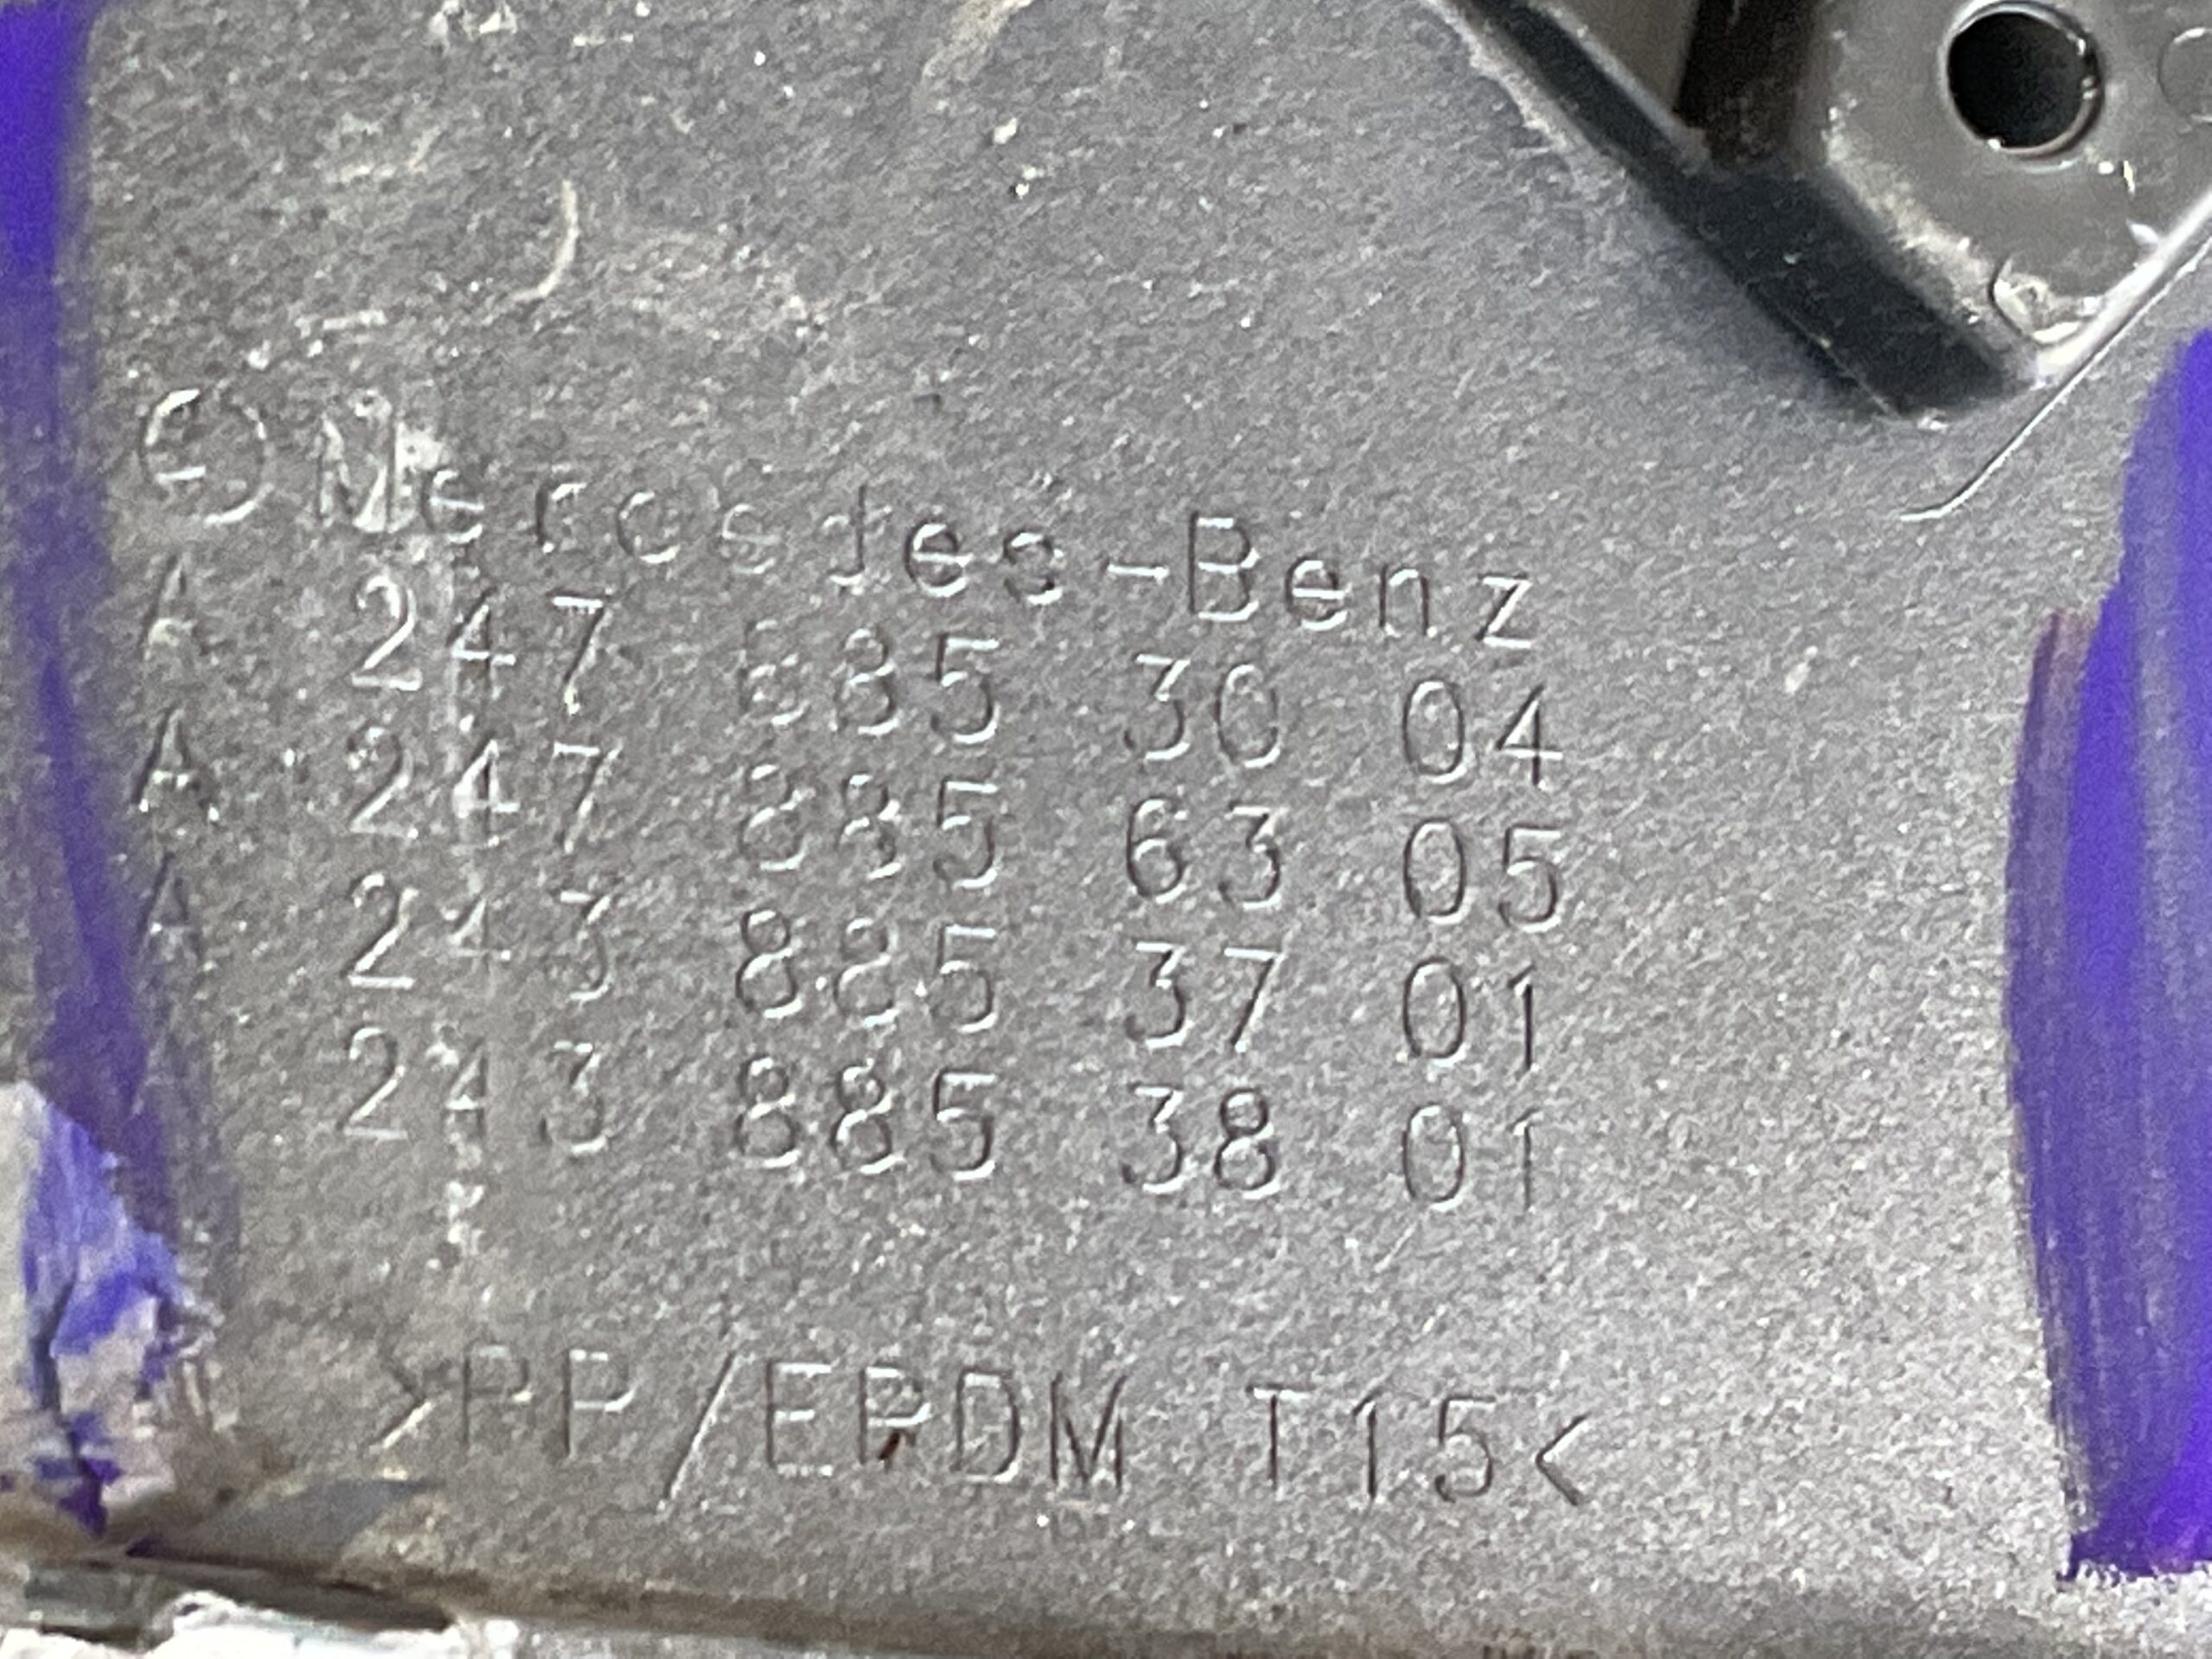 Mercedes-Benz
A 247 885 30 04
A 247 885 63 05
A 243 885 37 01
A 243 885 38 01
>PP/EPDM T15<